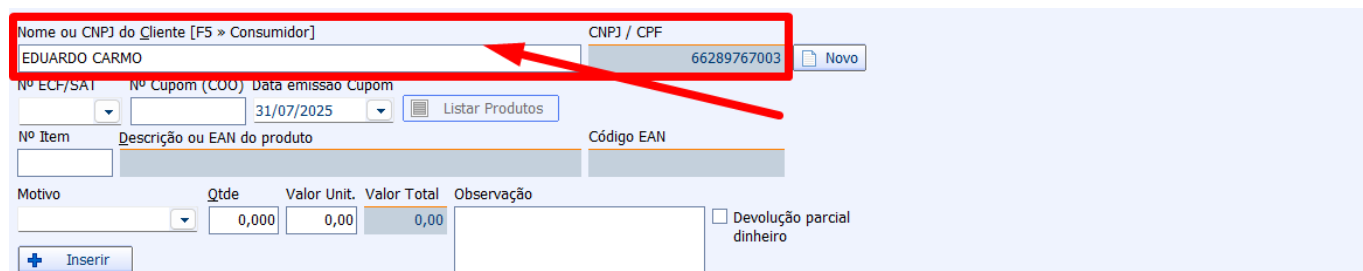 Nome ou CNPJ do Cliente [F5 » Consumidor] CNPJ / CPF
EDUARDO CARMO 66289767003 Novo
Nº ECF/SAT Nº Cupom (COO) Data emissão Cupom
31/07/2025 Listar Produtos
Nº Item Descrição ou EAN do produto Código EAN
Motivo Qtde Valor Unit. Valor Total Observação
0,000 0,00 0,00 Devolução parcial
dinheiro
Inserir